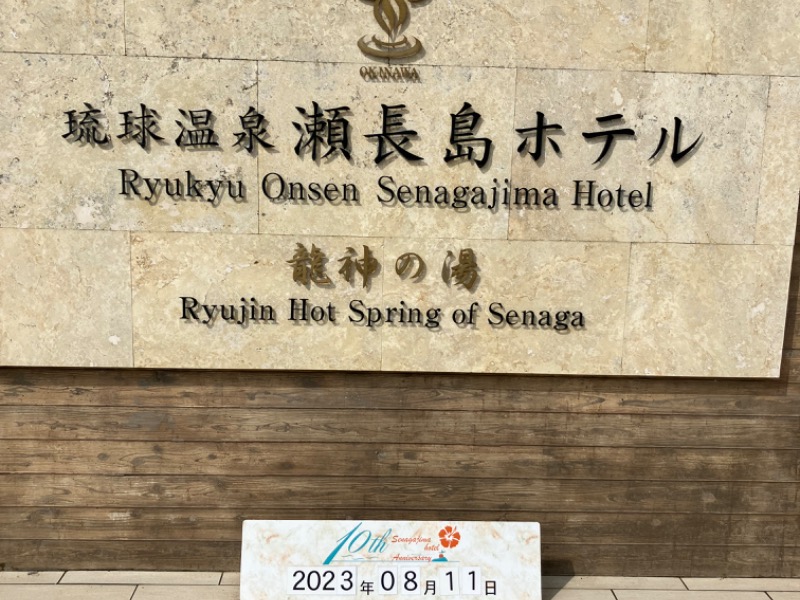 OKINAWA
琉球温泉瀬長島ホテル
Ryukyu Onsen Senagajima Hotel
龍神の湯
Ryujin Hot Spring of Senaga
10th Senagajima
hotel
Anniversary
2023年08月11日